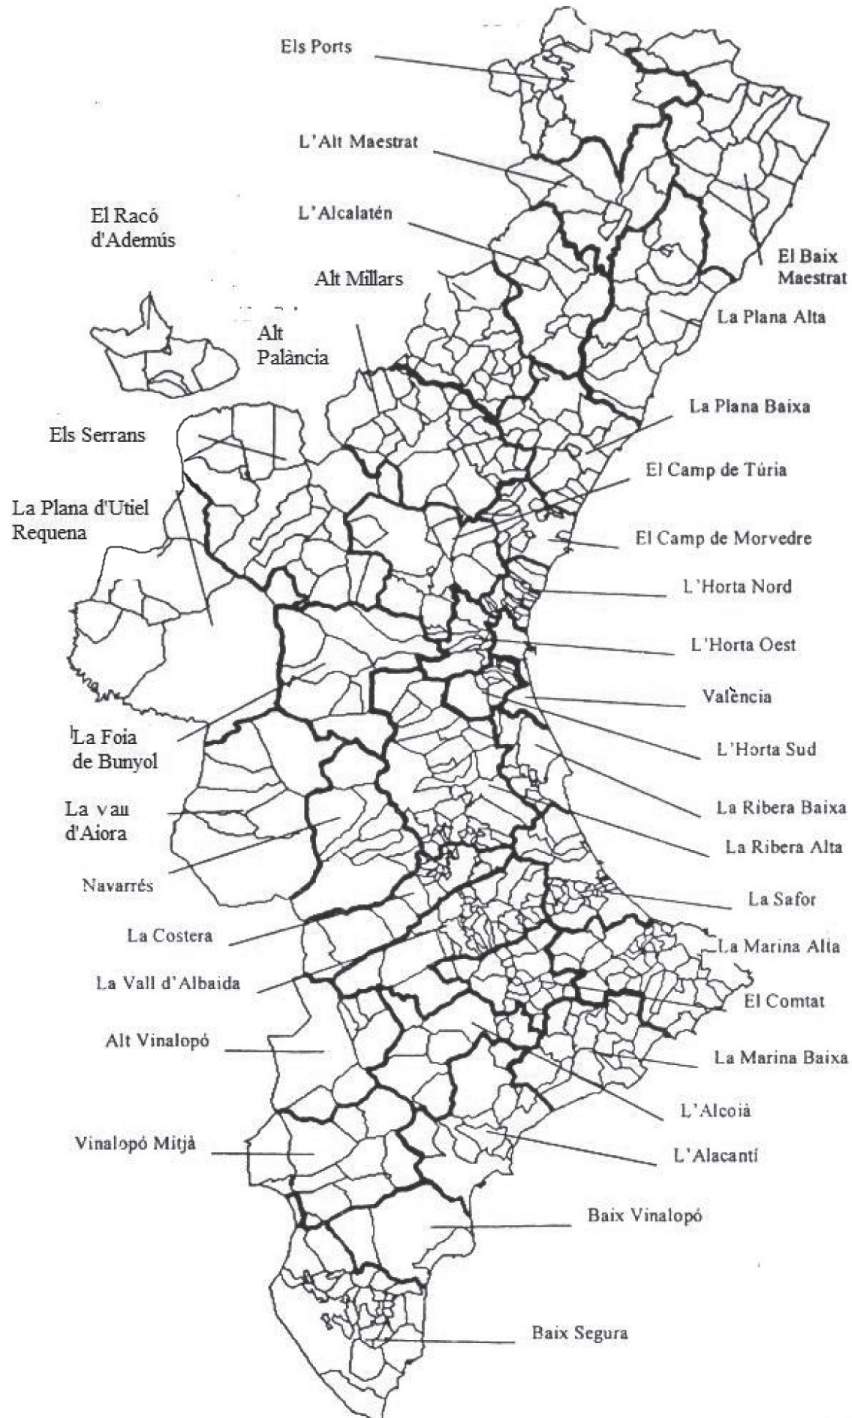 Els Ports
L'Alt Maestrat
L'Alcalatén
El Racó
d'Ademús
Alt Millars
El Baix
Maestrat
La Plana Alta
Alt
Palància
La Plana Baixa
Els Serrans
El Camp de Túria
La Plana d'Utiel
Requena
El Camp de Morvedre
L'Horta Nord
L'Horta Oest
València
La Foia
de Bunyol
L'Horta Sud
La Vall
d'Aiora
La Ribera Baixa
La Ribera Alta
Navarrés
La Safor
La Costera
La Marina Alta
La Vall d'Albaida
El Comtat
Alt Vinalopó
La Marina Baixa
L'Alcoià
Vinalopó Mitjà
L'Alacantí
Baix Vinalopó
Baix Segura